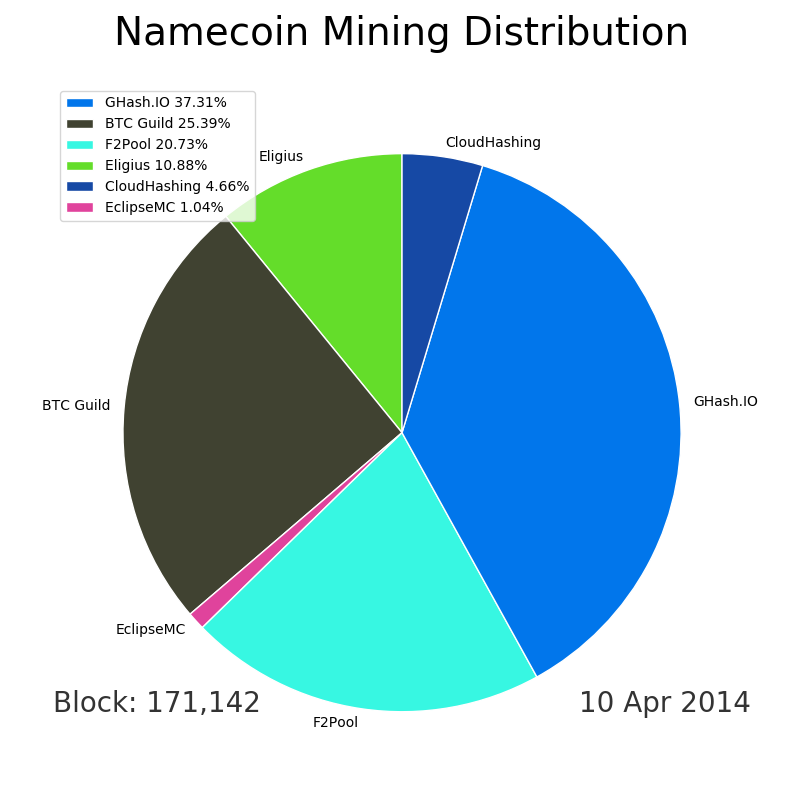 Namecoin Mining Distribution
GHash.IO 37.31%
BTC Guild 25.39%
F2Pool 20.73%
Eligius 10.88%
CloudHashing 4.66%
EclipseMC 1.04%
CloudHashing
Eligius
GHash.IO
BTC Guild
EclipseMC
F2Pool
Block: 171,142
10 Apr 2014